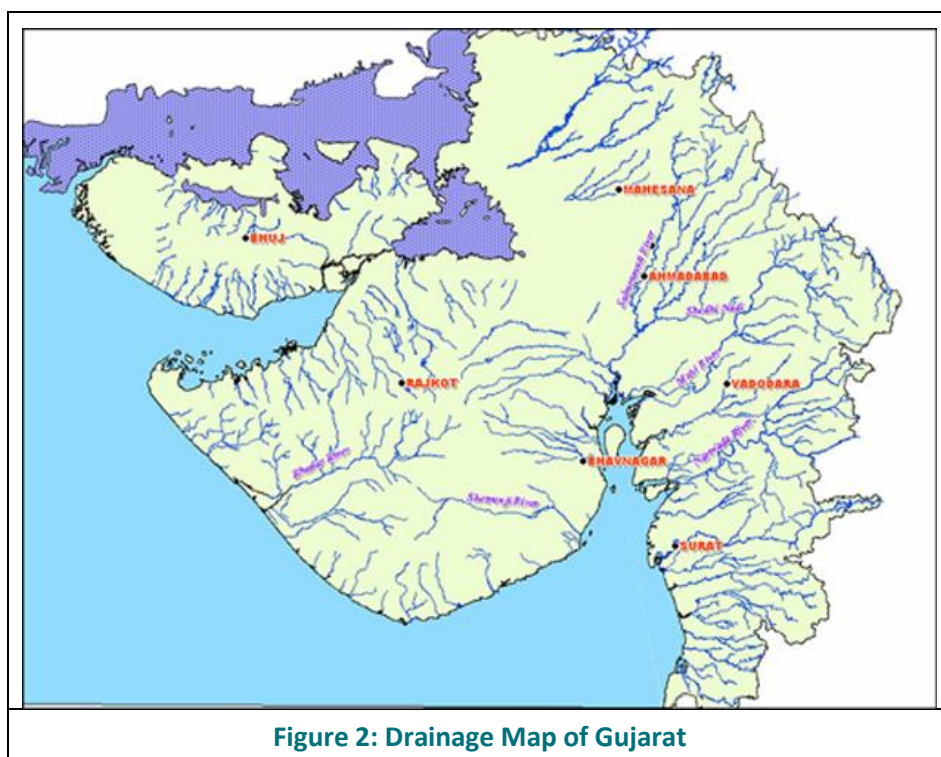 MAHESANA
BHUJ
Sabarmati River
AHMADABAD
Shedhi Nadi
Mahi River
RAJKOT
VADODARA
Narmada River
Bhadar River
BHAVNAGAR
Shetrunji River
SURAT
Figure 2: Drainage Map of Gujarat